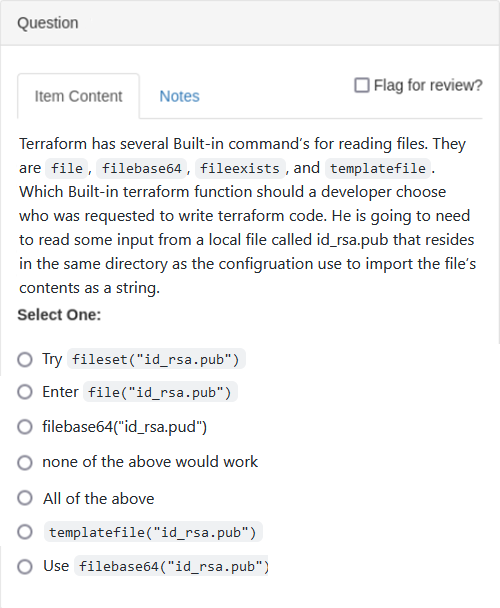 Question
Item Content
Notes
Flag for review?
Terraform has several Built-in command's for reading files. They
are file , filebase64 , fileexists , and templatefile .
Which Built-in terraform function should a developer choose
who was requested to write terraform code. He is going to need
to read some input from a local file called id_rsa.pub that resides
in the same directory as the configruation use to import the file's
contents as a string.
Select One:
Try fileset("id_rsa.pub")
Enter file("id_rsa.pub")
filebase64("id_rsa.pud")
none of the above would work
All of the above
templatefile("id_rsa.pub")
Use filebase64("id_rsa.pub")